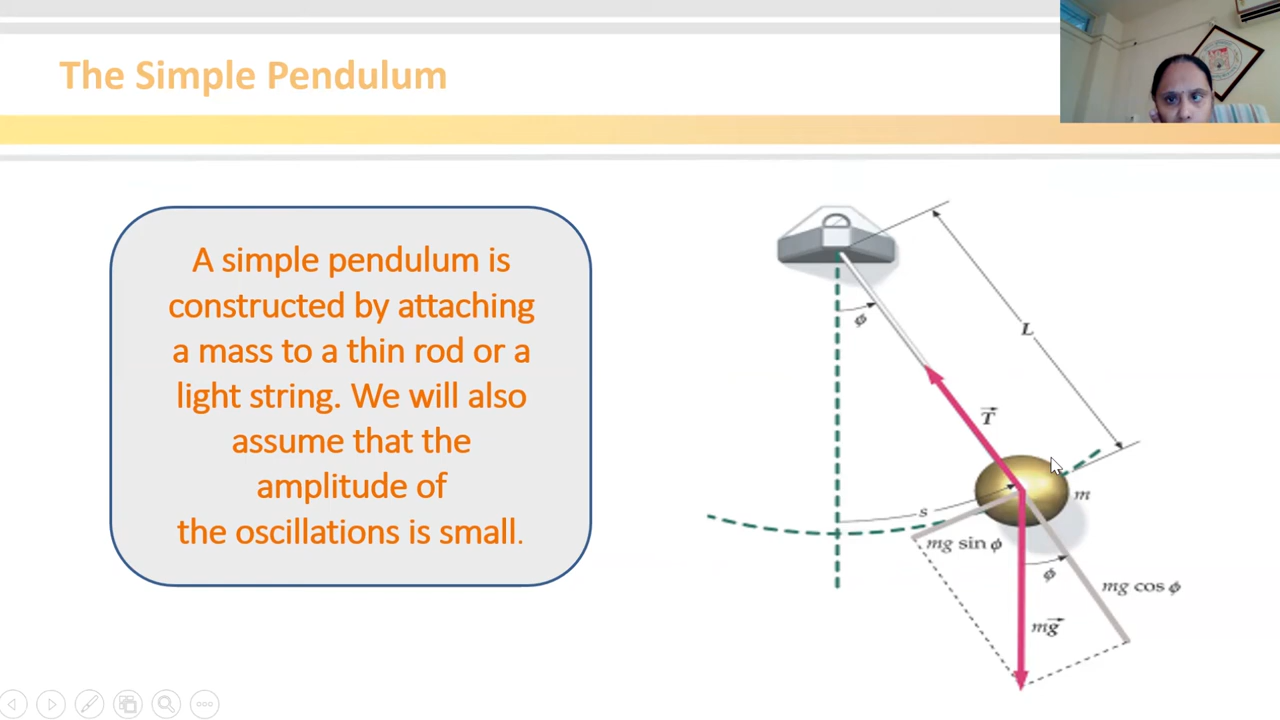 The Simple Pendulum
A simple pendulum is
constructed by attaching
a mass to a thin rod or a
light string. We will also
assume that the
amplitude of
the oscillations is small.
ϕ
L
T
m
s
mg sin ϕ
ϕ
mg cos ϕ
mg